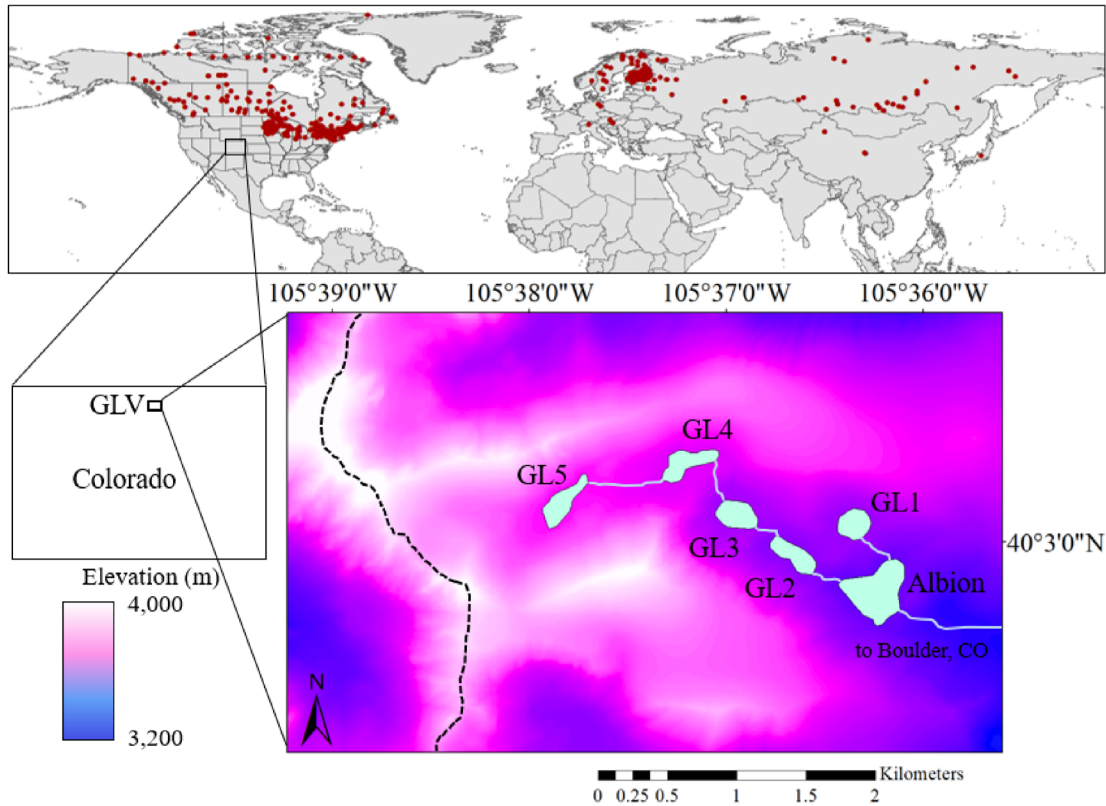 105°39'0"W 105°38'0"W 105°37'0"W 105°36'0"W
GLV
Colorado
Elevation (m)
4,000
3,200
GL4
GL5
GL1
GL3
40°3'0"N
GL2
Albion
to Boulder, CO
N
Kilometers
0 0.25 0.5 1 1.5 2